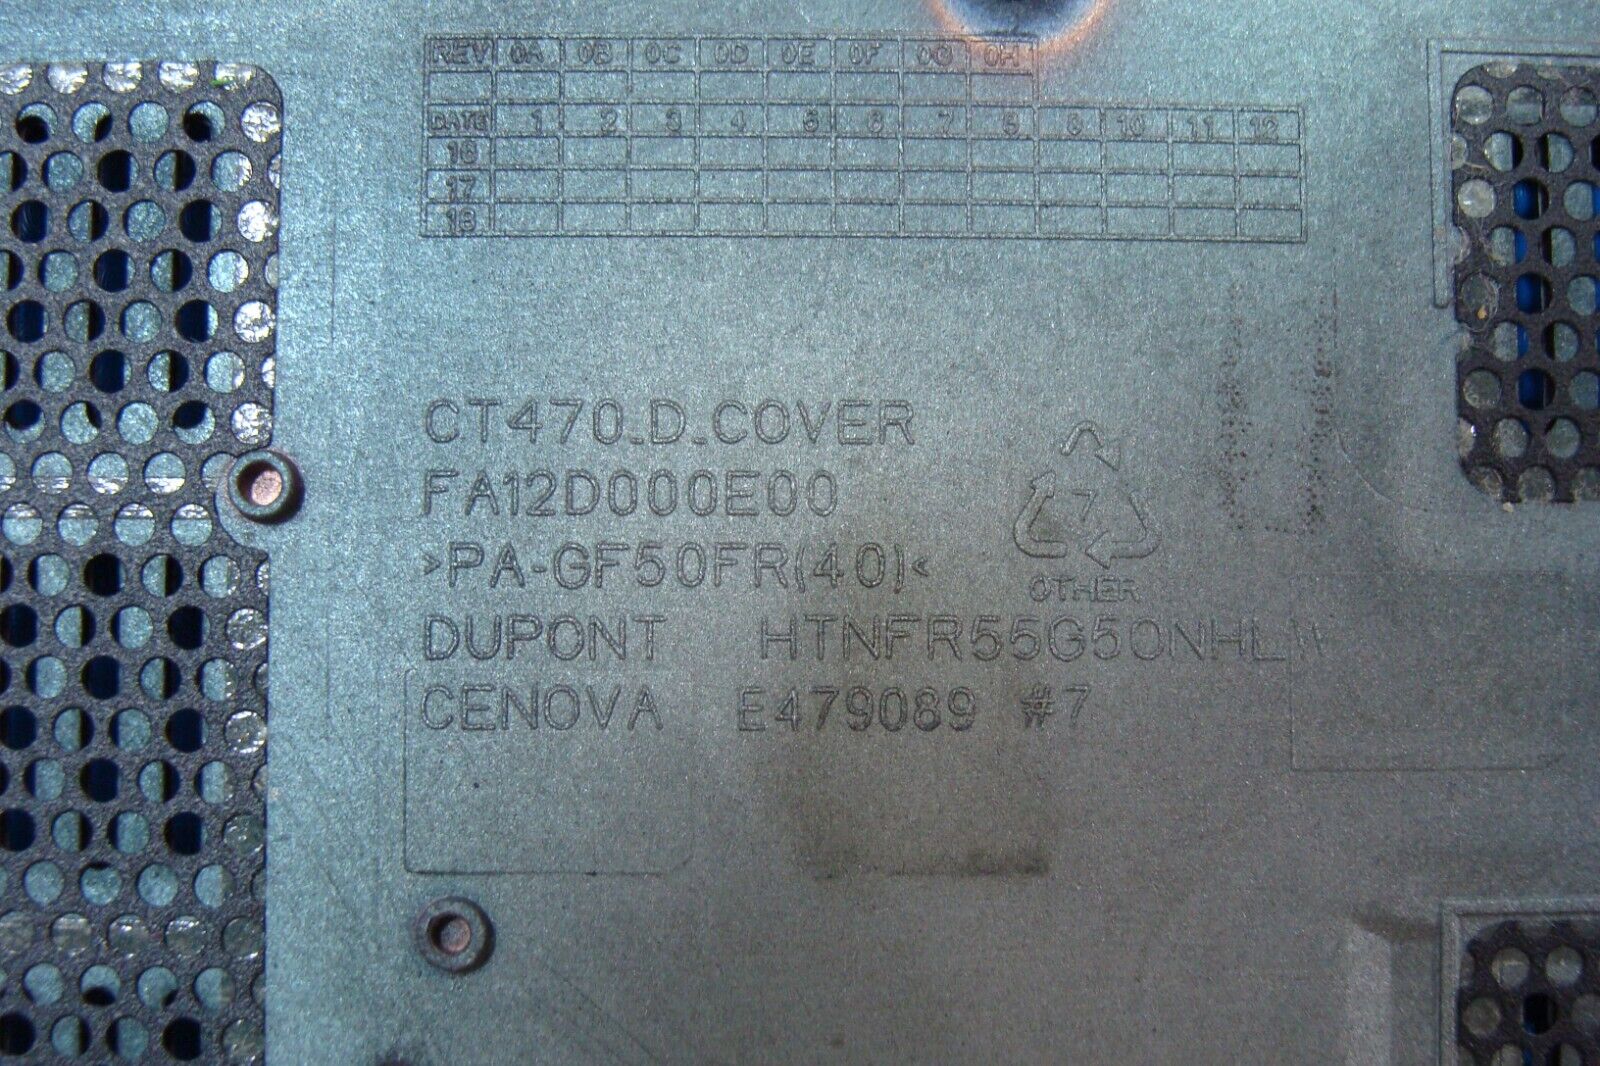 REV 0A 0B 0C 0D 0E 0F 0G 0H
DATE 1 2 3 4 5 6 7 8 9 10 11 12
16
17
18
CT470_D_COVER
FA12D000E00
>PA-GF50FR(40)<
7
OTHER
DUPONT HTNFR55G50NHLW
CENOVA E479089 #7